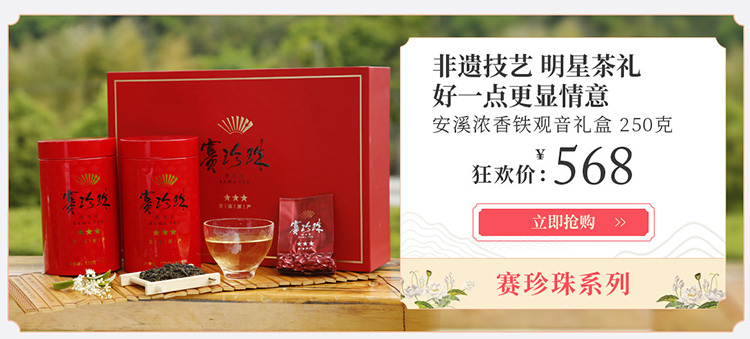 非遗技艺 明星茶礼
好一点更显情意
安溪浓香铁观音礼盒 250克
狂欢价: ¥568
立即抢购 >>
赛珍珠系列
赛珍珠
赛珍珠
赛珍珠
赛珍珠